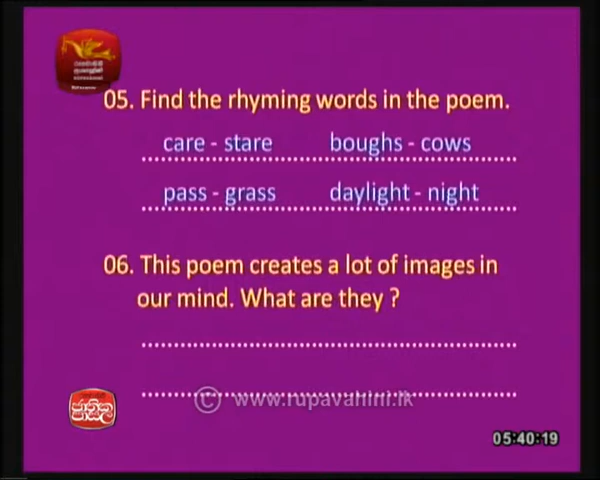 05. Find the rhyming words in the poem.
care - stare boughs - cows
pass - grass daylight - night
06. This poem creates a lot of images in
our mind. What are they ?
© www.rupavahini.lk
05:40:19